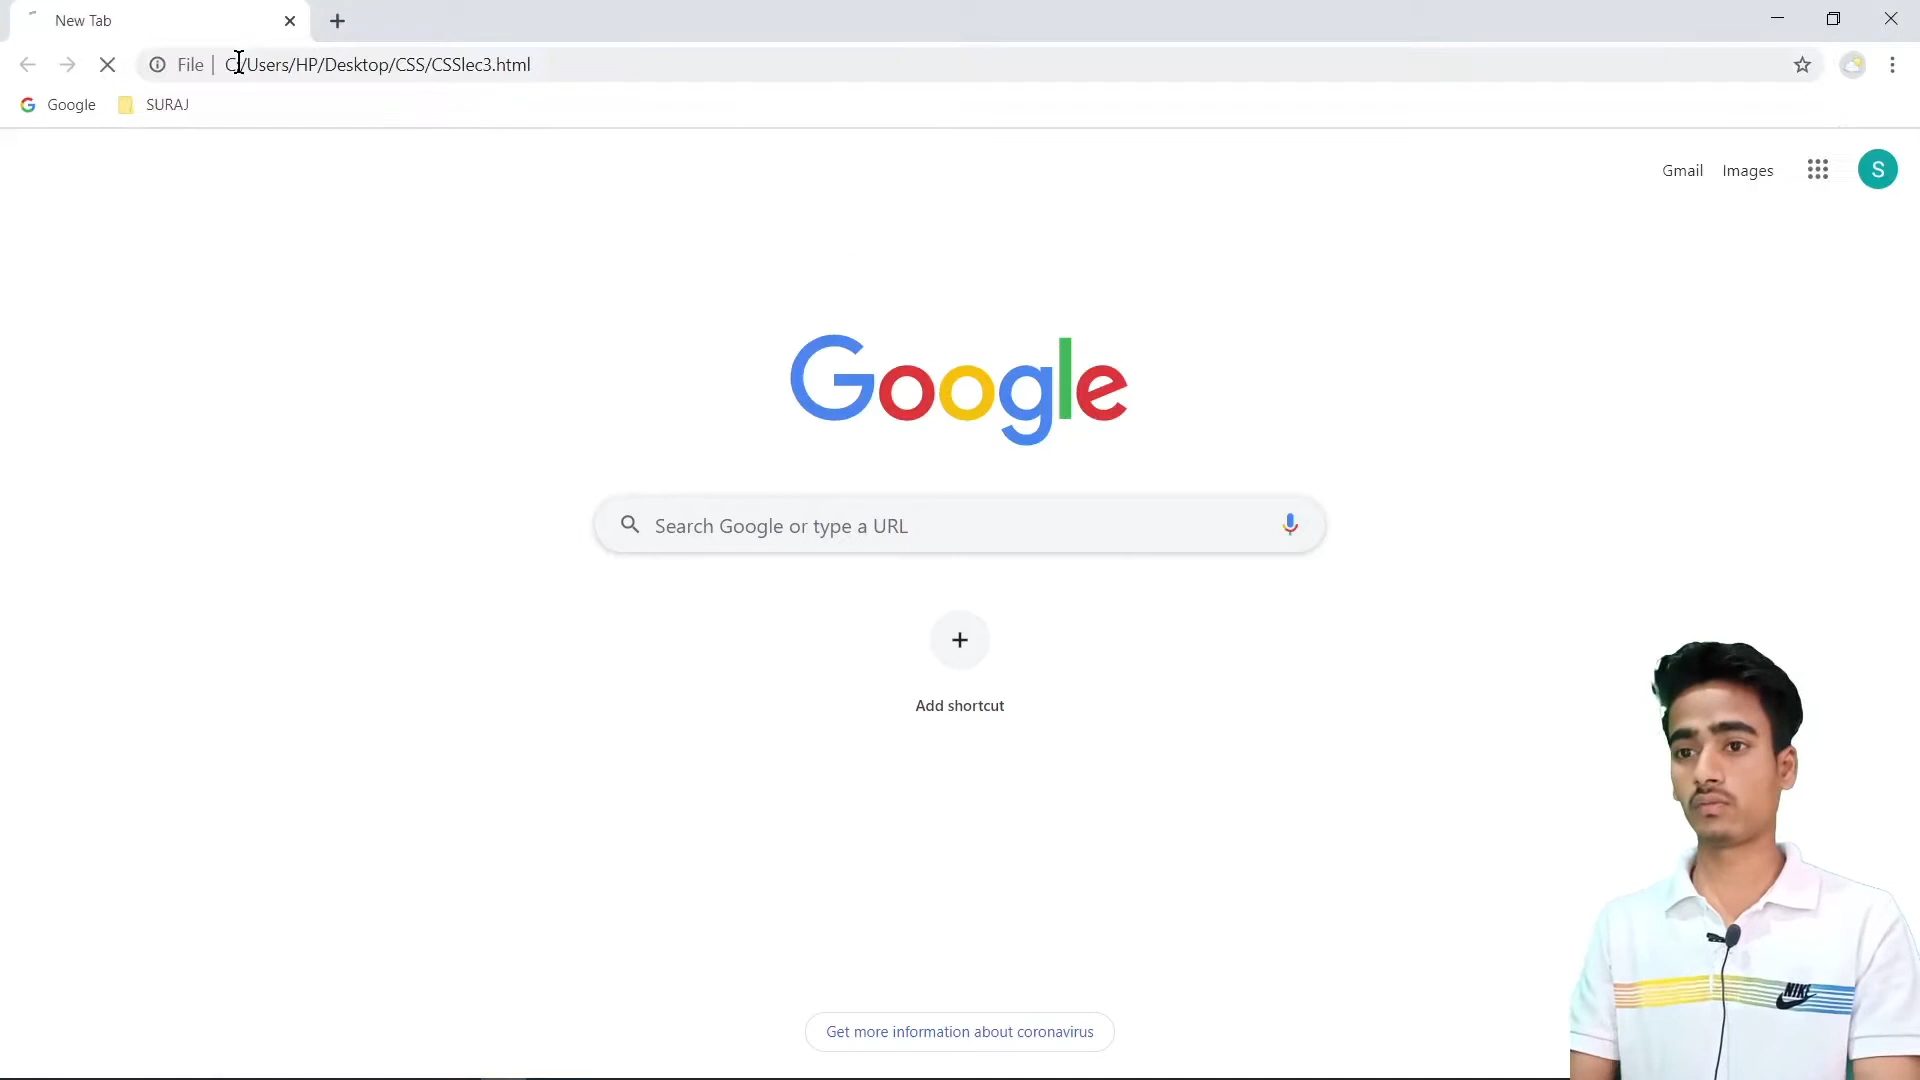 New Tab
File | C:/Users/HP/Desktop/CSS/CSSlec3.html
Google SURAJ
Gmail Images S
Google
Search Google or type a URL
Add shortcut
NIKE
Get more information about coronavirus